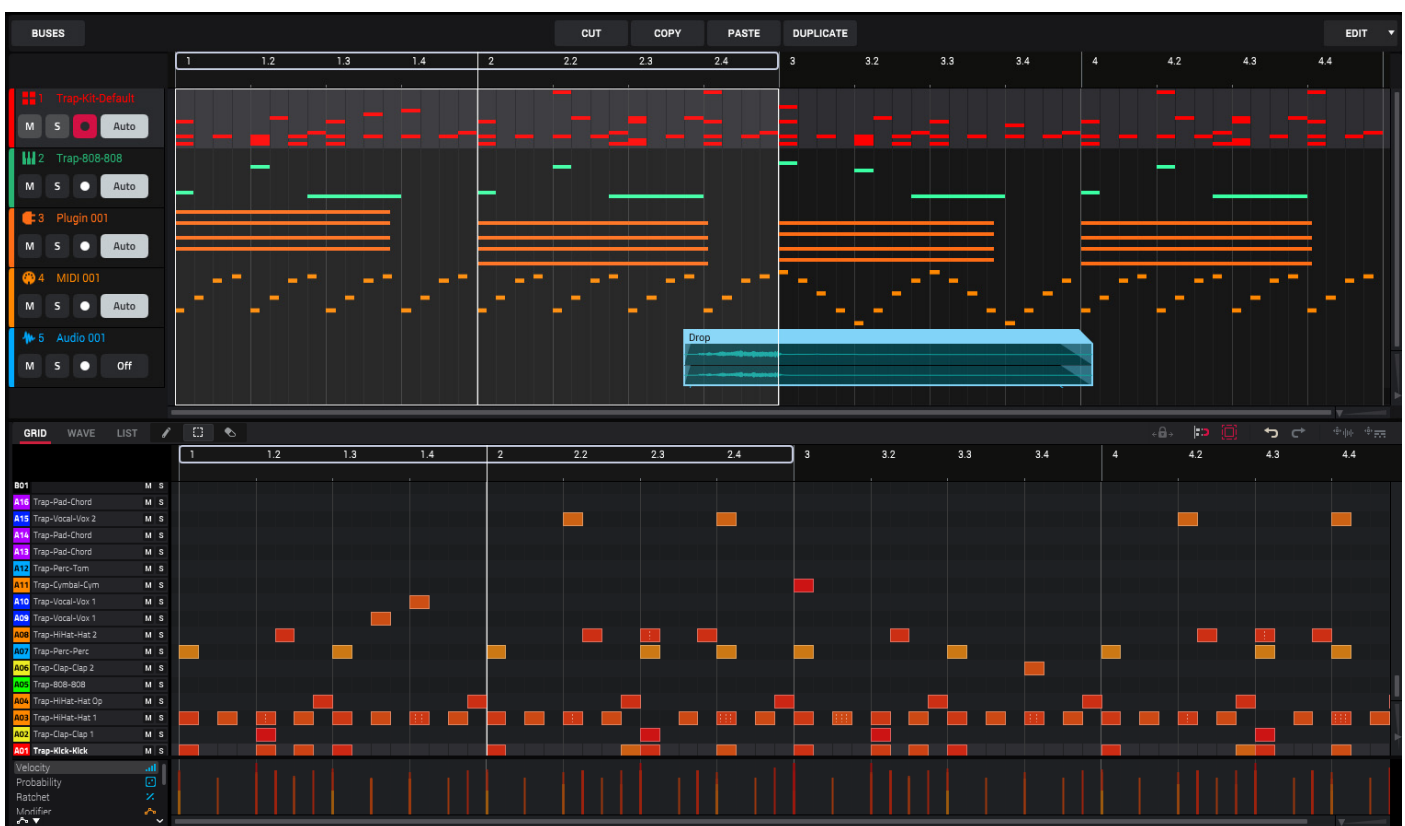 BUSES CUT COPY PASTE DUPLICATE EDIT
1 1.2 1.3 1.4 2 2.2 2.3 2.4 3 3.2 3.3 3.4 4 4.2 4.3 4.4
1 Trap-Kit-Default
M S Auto
2 Trap-808-808
M S Auto
3 Plugin 001
M S Auto
4 MIDI 001
M S Auto
5 Audio 001
Drop
M S Off
GRID WAVE LIST
1 1.2 1.3 1.4 2 2.2 2.3 2.4 3 3.2 3.3 3.4 4 4.2 4.3 4.4
B01 M S
A16 Trap-Pad-Chord M S
A15 Trap-Vocal-Vox 2 M S
A14 Trap-Pad-Chord M S
A13 Trap-Pad-Chord M S
A12 Trap-Perc-Tom M S
A11 Trap-Cymbal-Cym M S
A10 Trap-Vocal-Vox 1 M S
A09 Trap-Vocal-Vox 1 M S
A08 Trap-HiHat-Hat 2 M S
A07 Trap-Perc-Perc M S
A06 Trap-Clap-Clap 2 M S
A05 Trap-808-808 M S
A04 Trap-HiHat-Hat Op M S
A03 Trap-HiHat-Hat 1 M S
A02 Trap-Clap-Clap 1 M S
A01 Trap-Kick-Kick M S
Velocity
Probability
Ratchet
Modifier